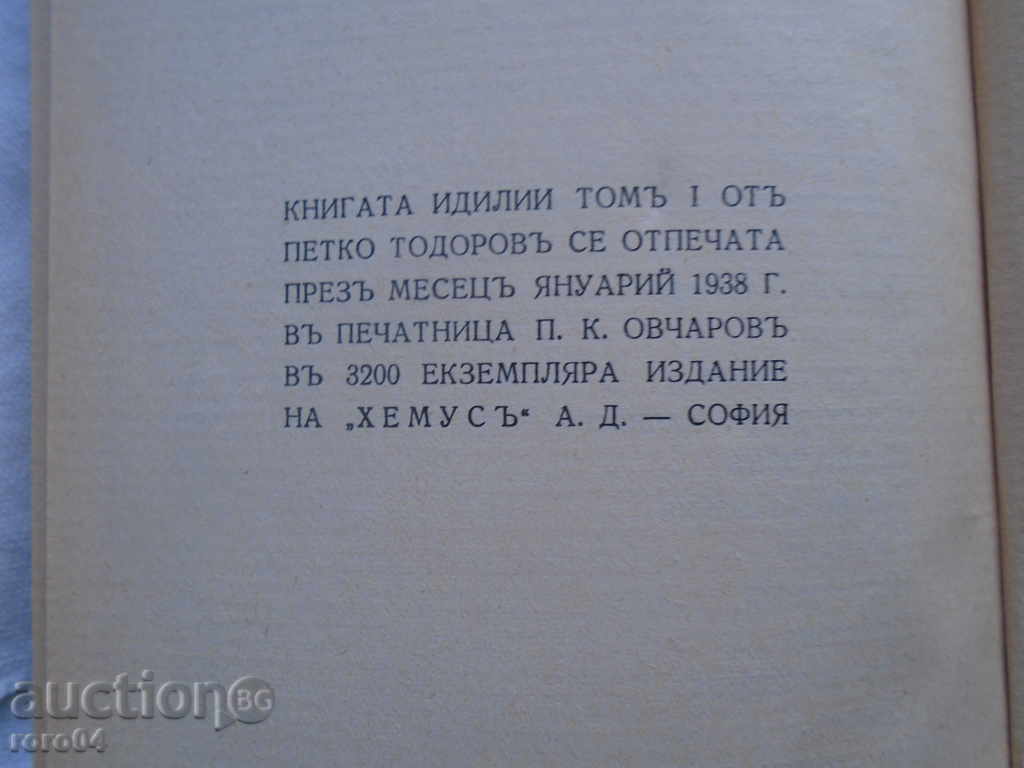 КНИГАТА ИДИЛИИ ТОМЪ I ОТЪ
ПЕТКО ТОДОРОВЪ СЕ ОТПЕЧАТА
ПРЕЗЪ МЕСЕЦЪ ЯНУАРИЙ 1938 Г.
ВЪ ПЕЧАТНИЦА П. К. ОВЧАРОВЪ
ВЪ 3200 ЕКЗЕМПЛЯРА ИЗДАНИЕ
НА „ХЕМУСЪ“ А. Д. — СОФИЯ
auction BG
roro04